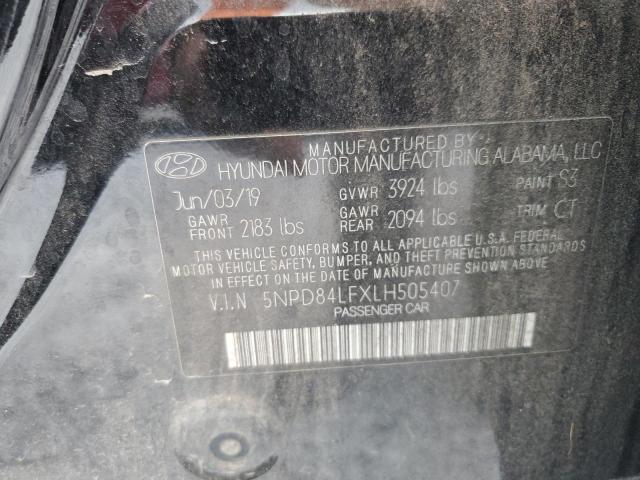 MANUFACTURED BY:
HYUNDAI MOTOR MANUFACTURING ALABAMA, LLC
Jun/03/19 GVWR 3924 lbs PAINT S3
GAWR FRONT 2183 lbs GAWR REAR 2094 lbs TRIM CT
THIS VEHICLE CONFORMS TO ALL APPLICABLE U.S.A. FEDERAL
MOTOR VEHICLE SAFETY, BUMPER, AND THEFT PREVENTION STANDARDS
IN EFFECT ON THE DATE OF MANUFACTURE SHOWN ABOVE.
V.I.N 5NPD84LFXLH505407
PASSENGER CAR